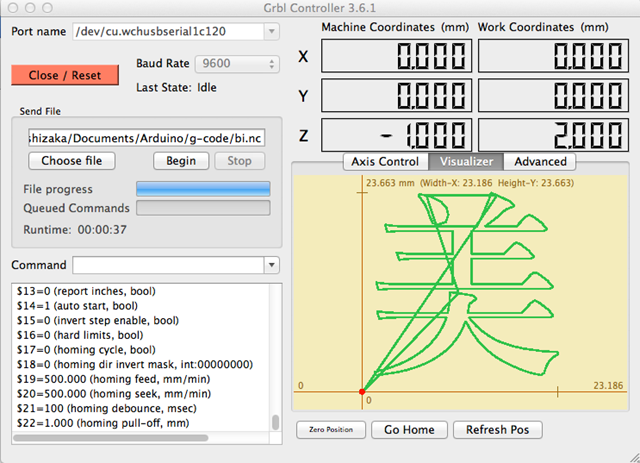 Grbl Controller 3.6.1
Port name /dev/cu.wchusbserial1c120
Close / Reset
Baud Rate 9600
Last State: Idle
Send File
shizaka/Documents/Arduino/g-code/bi.nc
Choose file Begin Stop
File progress
Queued Commands
Runtime: 00:00:37
Command
$13=0 (report inches, bool)
$14=1 (auto start, bool)
$15=0 (invert step enable, bool)
$16=0 (hard limits, bool)
$17=0 (homing cycle, bool)
$18=0 (homing dir invert mask, int:00000000)
$19=500.000 (homing feed, mm/min)
$20=500.000 (homing seek, mm/min)
$21=100 (homing debounce, msec)
$22=1.000 (homing pull-off, mm)
Machine Coordinates (mm) Work Coordinates (mm)
X 0.000 0.000
Y 0.000 0.000
Z -1.000 2.000
Axis Control Visualizer Advanced
23.663 mm (Width-X: 23.186 Height-Y: 23.663)
美
0 23.186
0
Zero Position Go Home Refresh Pos